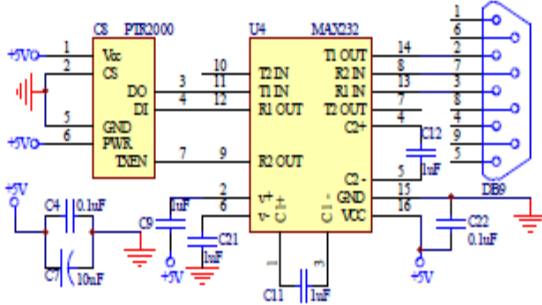 C8 PTR2000
U4 MAX232
+5V 1 Vcc
2 CS
DO 3
DI 4
5 GND
+5V 6 PWR
TXEN 7
10 T2 IN
11 T1 IN
12 R1 OUT
9 R2 OUT
2 v+
6 v-
C1+
C1-
T1 OUT 14
R2 IN 8
R1 IN 13
T2 OUT 7
C2+ 4
C2- 5
GND 15
VCC 16
1
6
2
7
3
8
4
9
5
DB9
C12
1uF
+5V
C4 0.1uF
C7 10uF
C9
1uF
+5V
C21
1uF
1
3
C11 1uF
C22
0.1uF
+5V